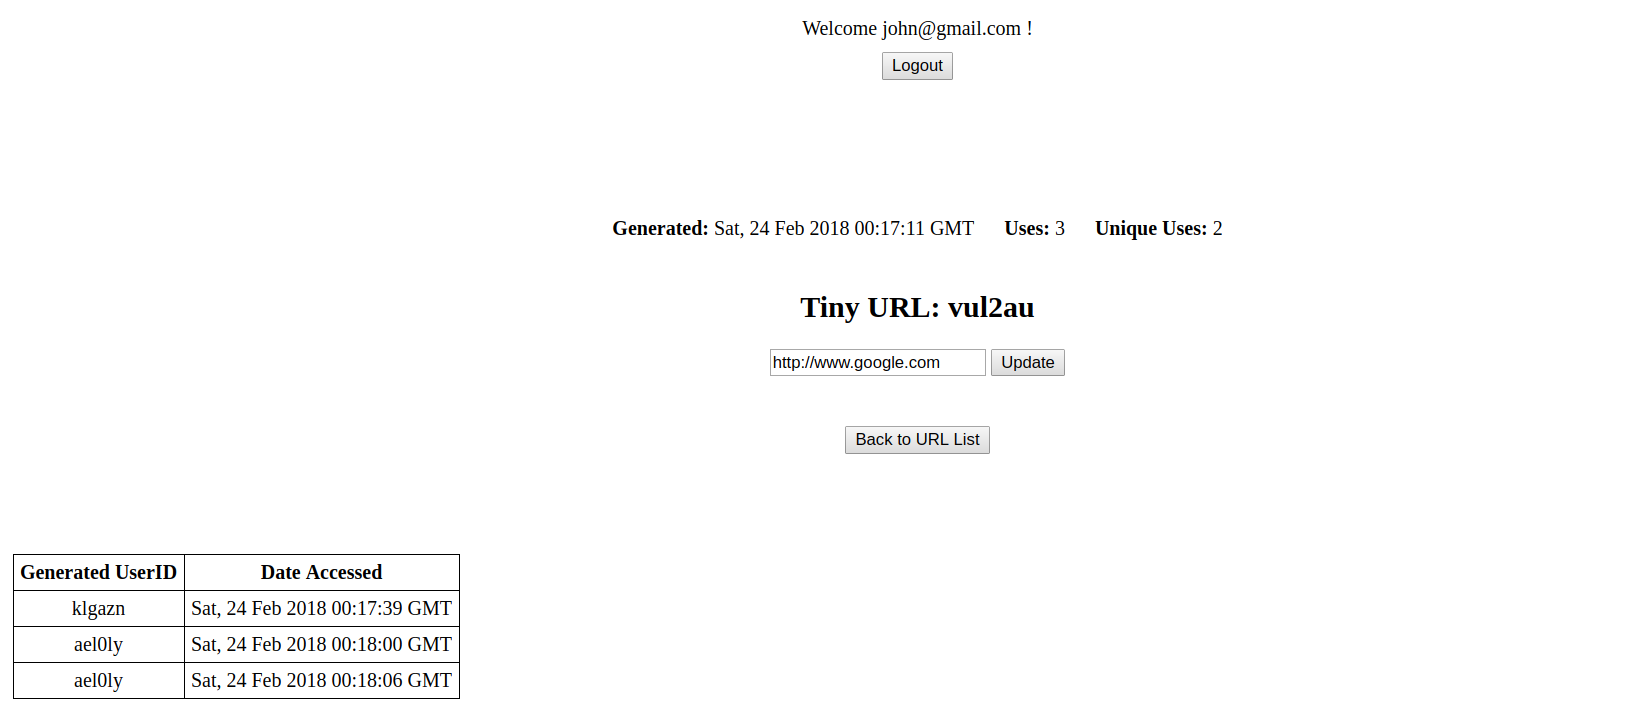 Welcome john@gmail.com !
Logout
Generated: Sat, 24 Feb 2018 00:17:11 GMT Uses: 3 Unique Uses: 2
Tiny URL: vul2au
http://www.google.com Update
Back to URL List
Generated UserID Date Accessed
klgazn Sat, 24 Feb 2018 00:17:39 GMT
ael0ly Sat, 24 Feb 2018 00:18:00 GMT
ael0ly Sat, 24 Feb 2018 00:18:06 GMT